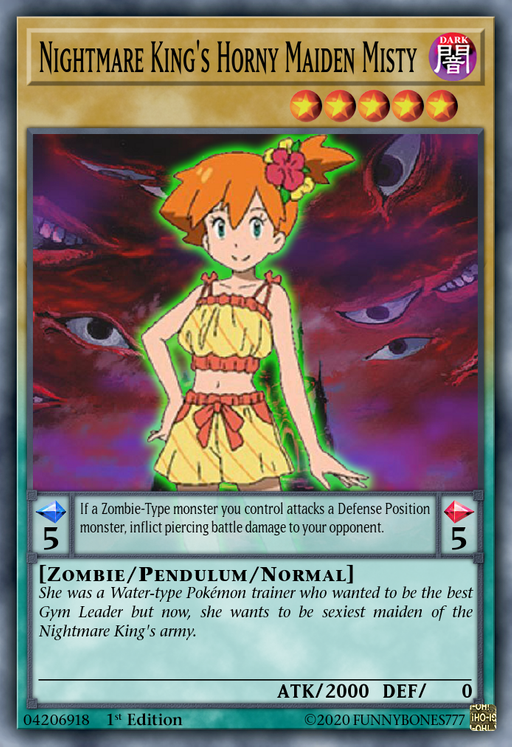 Nightmare King's Horny Maiden Misty
DARK
闇
If a Zombie-Type monster you control attacks a Defense Position
monster, inflict piercing battle damage to your opponent.
5
5
[Zombie/Pendulum/Normal]
She was a Water-type Pokémon trainer who wanted to be the best
Gym Leader but now, she wants to be sexiest maiden of the
Nightmare King's army.
ATK/2000 DEF/ 0
04206918 1st Edition ©2020 FUNNYBONES777